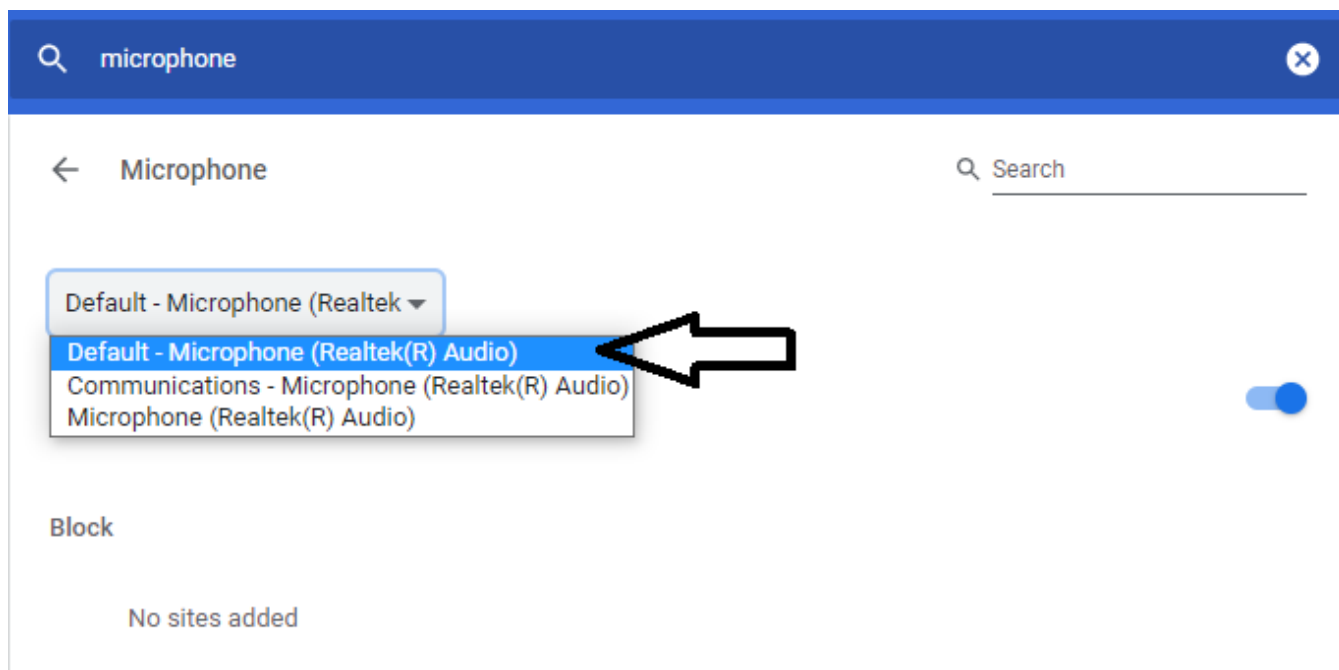 microphone
Microphone
Search
Default - Microphone (Realtek
Default - Microphone (Realtek(R) Audio)
Communications - Microphone (Realtek(R) Audio)
Microphone (Realtek(R) Audio)
Block
No sites added